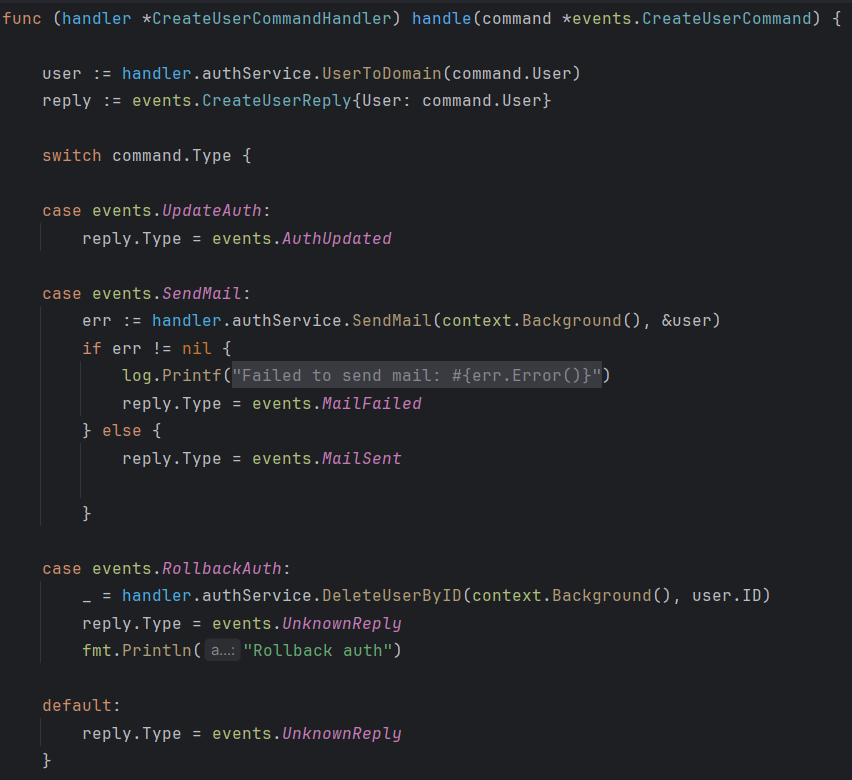 func (handler *CreateUserCommandHandler) handle(command *events.CreateUserCommand) {
user := handler.authService.UserToDomain(command.User)
reply := events.CreateUserReply{User: command.User}
switch command.Type {
case events.UpdateAuth:
reply.Type = events.AuthUpdated
case events.SendMail:
err := handler.authService.SendMail(context.Background(), &user)
if err != nil {
log.Printf("Failed to send mail: #{err.Error()}")
reply.Type = events.MailFailed
} else {
reply.Type = events.MailSent
}
case events.RollbackAuth:
_ = handler.authService.DeleteUserByID(context.Background(), user.ID)
reply.Type = events.UnknownReply
fmt.Println( a...: "Rollback auth")
default:
reply.Type = events.UnknownReply
}